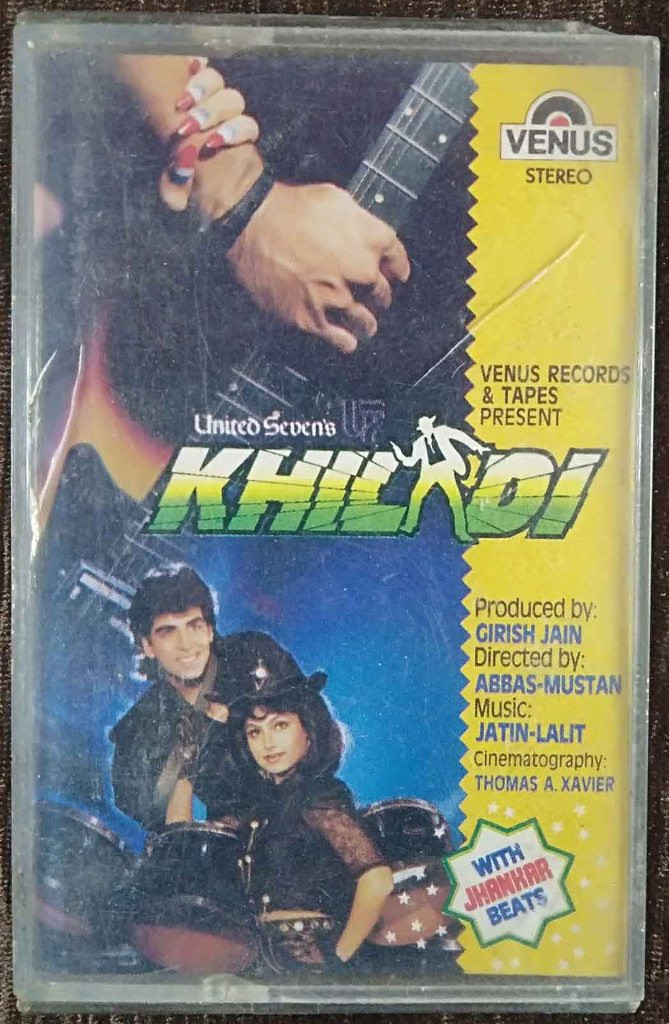 VENUS
STEREO
VENUS RECORDS
& TAPES
PRESENT
United Seven's U7
KHILADI
Produced by:
GIRISH JAIN
Directed by:
ABBAS-MUSTAN
Music:
JATIN-LALIT
Cinematography:
THOMAS A. XAVIER
WITH
JHANKAR
BEATS